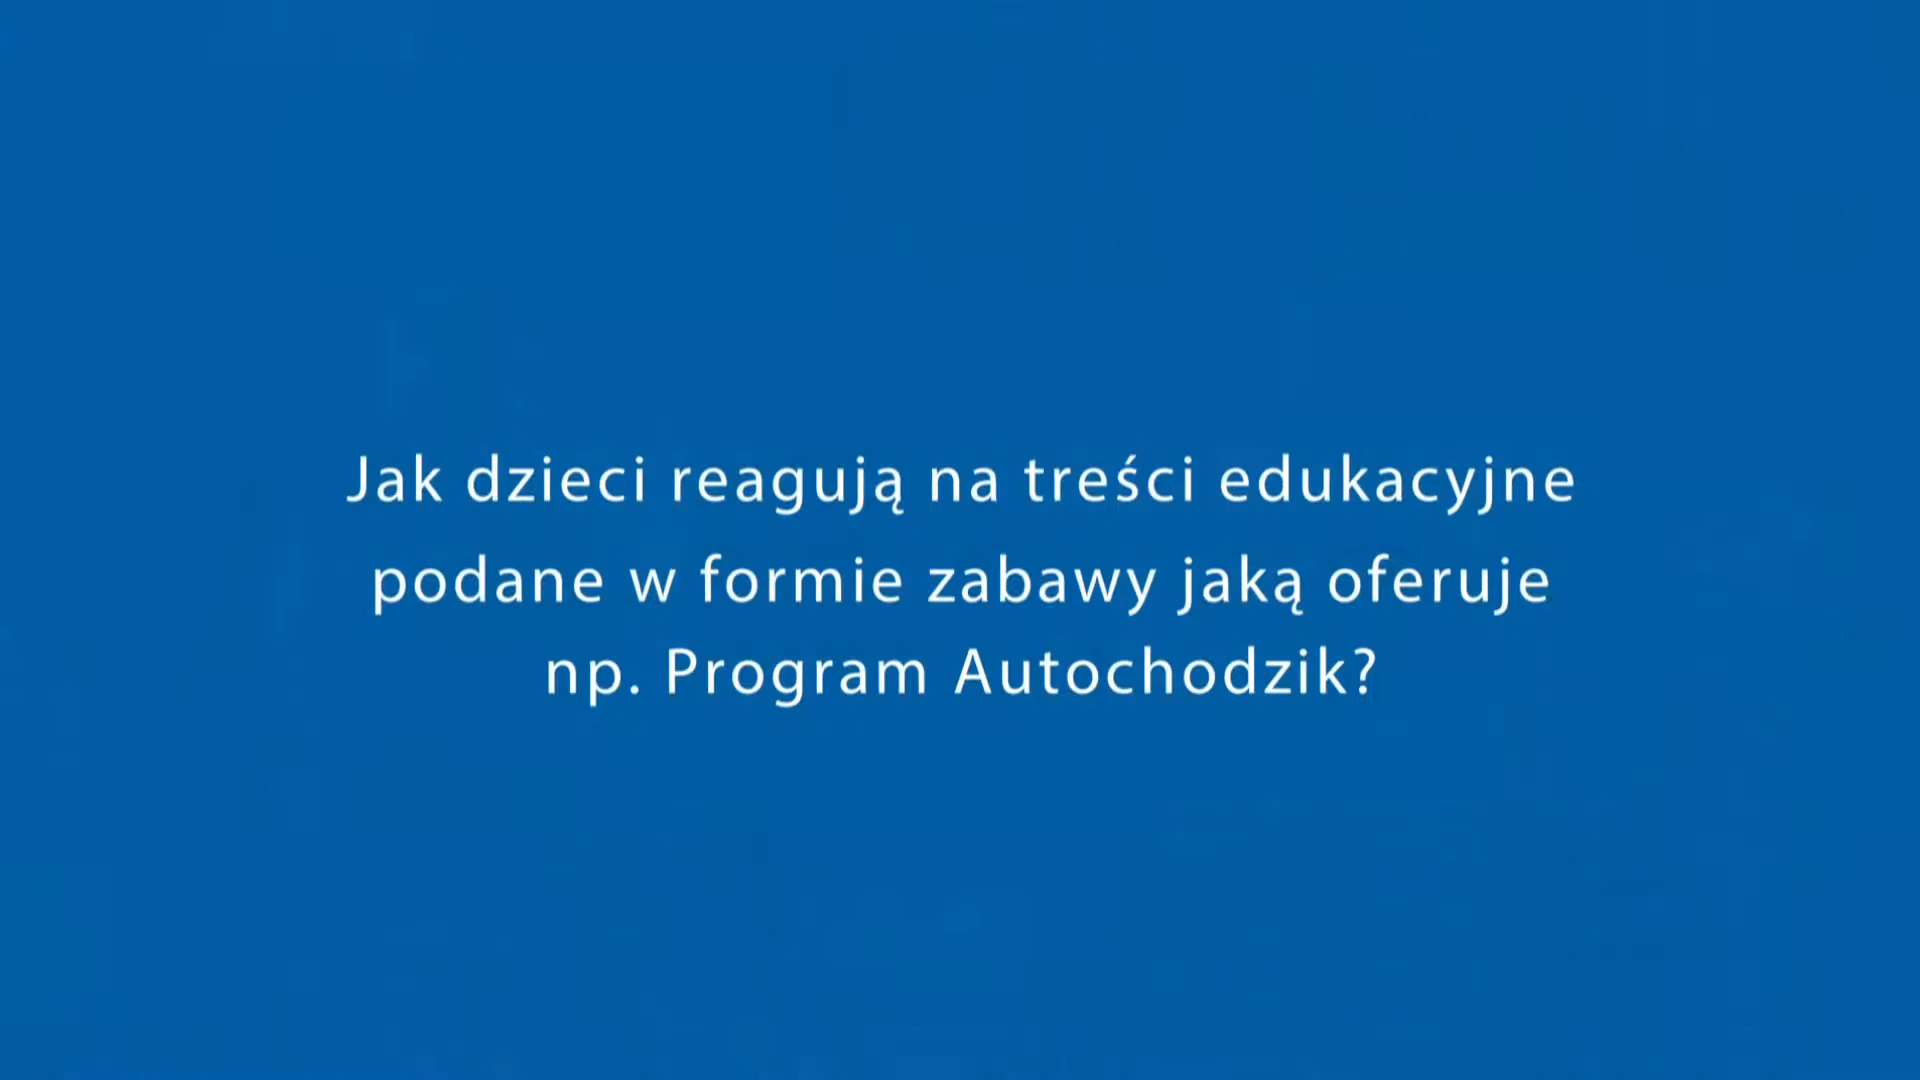 Jak dzieci reagują na treści edukacyjne
podane w formie zabawy jaką oferuje
np. Program Autochodzik?